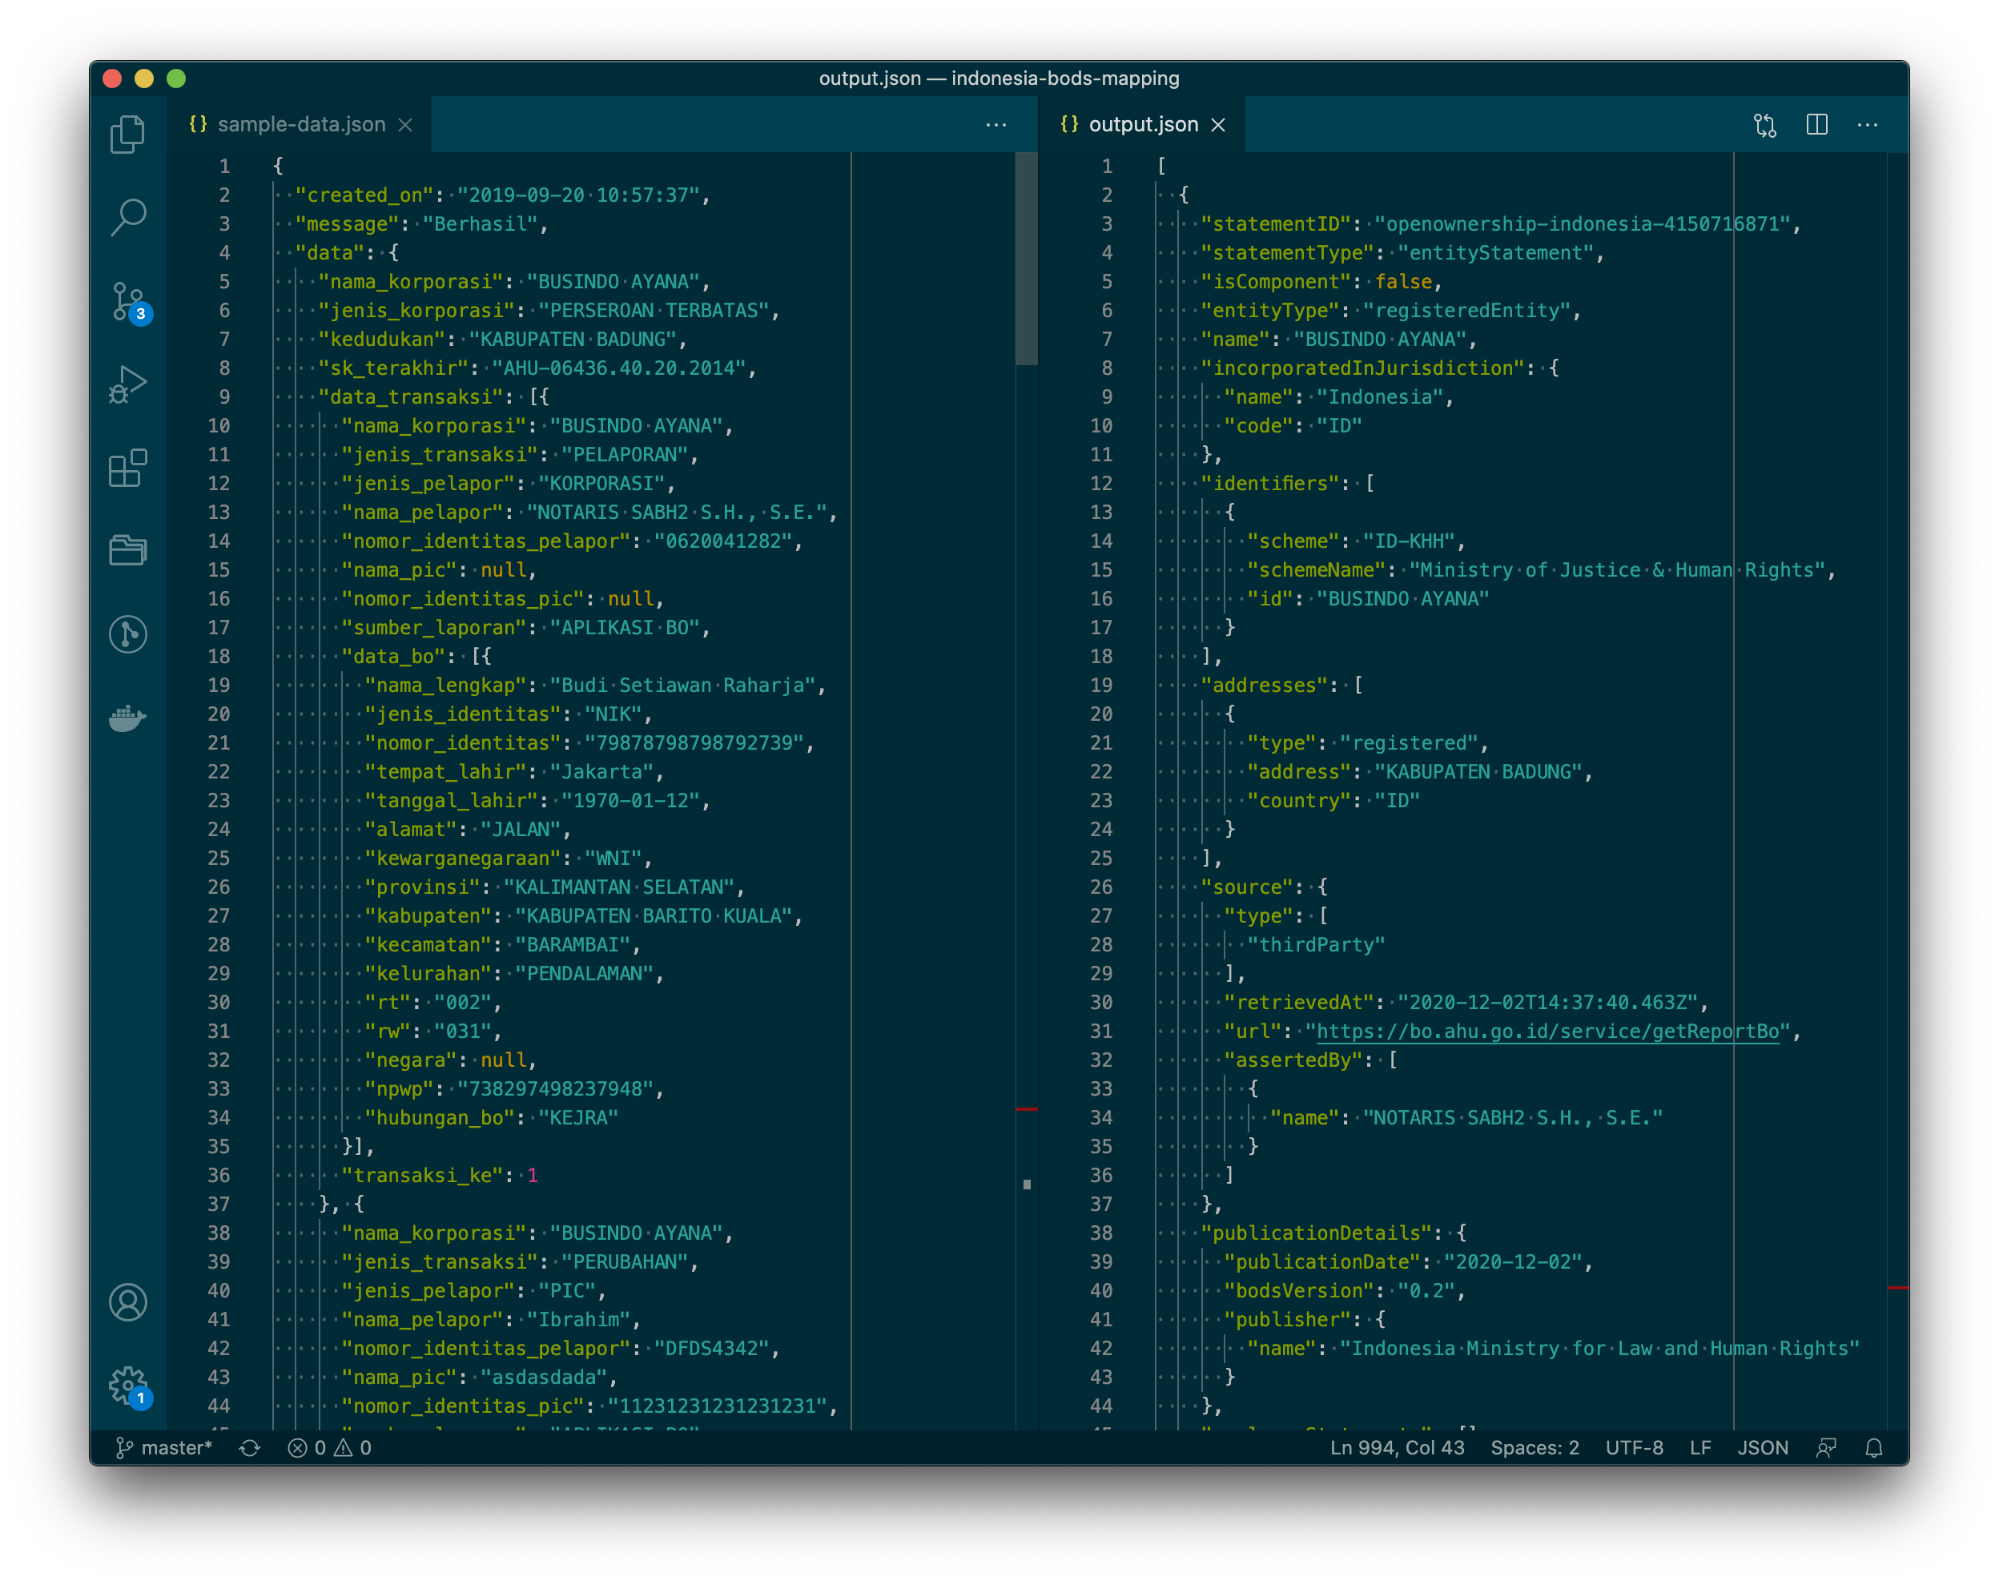 output.json — indonesia-bods-mapping
{} sample-data.json
1 {
2 "created_on": "2019-09-20 10:57:37",
3 "message": "Berhasil",
4 "data": {
5 "nama_korporasi": "BUSINDO AYANA",
6 "jenis_korporasi": "PERSEROAN TERBATAS",
7 "kedudukan": "KABUPATEN BADUNG",
8 "sk_terakhir": "AHU-06436.40.20.2014",
9 "data_transaksi": [{
10 "nama_korporasi": "BUSINDO AYANA",
11 "jenis_transaksi": "PELAPORAN",
12 "jenis_pelapor": "KORPORASI",
13 "nama_pelapor": "NOTARIS SABH2 S.H., S.E.",
14 "nomor_identitas_pelapor": "0620041282",
15 "nama_pic": null,
16 "nomor_identitas_pic": null,
17 "sumber_laporan": "APLIKASI BO",
18 "data_bo": [{
19 "nama_lengkap": "Budi Setiawan Raharja",
20 "jenis_identitas": "NIK",
21 "nomor_identitas": "79878798798792739",
22 "tempat_lahir": "Jakarta",
23 "tanggal_lahir": "1970-01-12",
24 "alamat": "JALAN",
25 "kewarganegaraan": "WNI",
26 "provinsi": "KALIMANTAN SELATAN",
27 "kabupaten": "KABUPATEN BARITO KUALA",
28 "kecamatan": "BARAMBAI",
29 "kelurahan": "PENDALAMAN",
30 "rt": "002",
31 "rw": "031",
32 "negara": null,
33 "npwp": "738297498237948",
34 "hubungan_bo": "KEJRA"
35 }],
36 "transaksi_ke": 1
37 }, {
38 "nama_korporasi": "BUSINDO AYANA",
39 "jenis_transaksi": "PERUBAHAN",
40 "jenis_pelapor": "PIC",
41 "nama_pelapor": "Ibrahim",
42 "nomor_identitas_pelapor": "DFDS4342",
43 "nama_pic": "asdasdada",
44 "nomor_identitas_pic": "11231231231231231",
{} output.json
1 [
2 {
3 "statementID": "openownership-indonesia-4150716871",
4 "statementType": "entityStatement",
5 "isComponent": false,
6 "entityType": "registeredEntity",
7 "name": "BUSINDO AYANA",
8 "incorporatedInJurisdiction": {
9 "name": "Indonesia",
10 "code": "ID"
11 },
12 "identifiers": [
13 {
14 "scheme": "ID-KHH",
15 "schemeName": "Ministry of Justice & Human Rights",
16 "id": "BUSINDO AYANA"
17 }
18 ],
19 "addresses": [
20 {
21 "type": "registered",
22 "address": "KABUPATEN BADUNG",
23 "country": "ID"
24 }
25 ],
26 "source": {
27 "type": [
28 "thirdParty"
29 ],
30 "retrievedAt": "2020-12-02T14:37:40.463Z",
31 "url": "https://bo.ahu.go.id/service/getReportBo",
32 "assertedBy": [
33 {
34 "name": "NOTARIS SABH2 S.H., S.E."
35 }
36 ]
37 },
38 "publicationDetails": {
39 "publicationDate": "2020-12-02",
40 "bodsVersion": "0.2",
41 "publisher": {
42 "name": "Indonesia Ministry for Law and Human Rights"
43 }
44 },
3
1
master* 0 0 Ln 994, Col 43 Spaces: 2 UTF-8 LF JSON